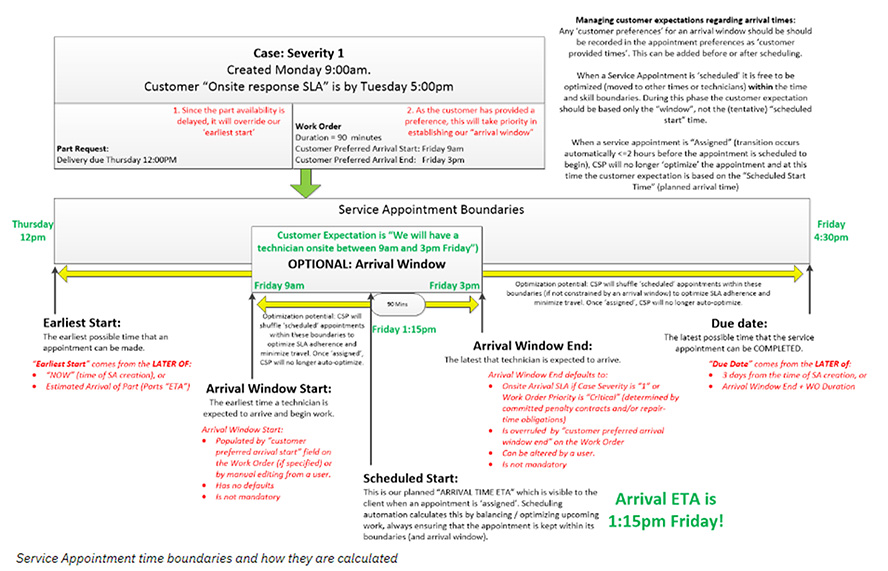 Managing customer expectations regarding arrival times:
Any 'customer preferences' for an arrival window should be should
be recorded in the appointment preferences as 'customer
provided times'. This can be added before or after scheduling.
When a Service Appointment is 'scheduled' it is free to be
optimized (moved to other times or technicians) within the time
and skill boundaries. During this phase the customer expectation
should be based only the "window", not the (tentative) "scheduled
start" time.
When a service appointment is "Assigned" (transition occurs
automatically <=2 hours before the appointment is scheduled to
begin), CSP will no longer 'optimize' the appointment and at this
time the customer expectation is based on the "Scheduled Start
Time" (planned arrival time)
Case: Severity 1
Created Monday 9:00am.
Customer "Onsite response SLA" is by Tuesday 5:00pm
1. Since the part availability is
delayed, it will override our
'earliest start'
Part Request:
Delivery due Thursday 12:00PM
2. As the customer has provided a
preference, this will take priority in
establishing our "arrival window"
Work Order
Duration = 90 minutes
Customer Preferred Arrival Start: Friday 9am
Customer Preferred Arrival End: Friday 3pm
Service Appointment Boundaries
Thursday
12pm
Friday
4:30pm
Customer Expectation is "We will have a
technician onsite between 9am and 3pm Friday")
OPTIONAL: Arrival Window
Friday 9am
Friday 3pm
90 Mins
Friday 1:15pm
Optimization potential: CSP will
shuffle 'scheduled' appointments
within these boundaries to
optimize SLA adherence and
minimize travel. Once 'assigned',
CSP will no longer auto-optimize.
Optimization potential: CSP will shuffle 'scheduled' appointments within these
boundaries (if not constrained by an arrival window) to optimize SLA adherence and
minimize travel. Once 'assigned', CSP will no longer auto-optimize.
Earliest Start:
The earliest possible time that an
appointment can be made.
"Earliest Start" comes from the LATER OF:
• "NOW" (time of SA creation), or
• Estimated Arrival of Part (Parts "ETA")
Arrival Window Start:
The earliest time a technician is
expected to arrive and begin work.
Arrival Window Start:
• Populated by "customer
preferred arrival start" field on
the Work Order (if specified) or
by manual editing from a user.
• Has no defaults
• Is not mandatory
Scheduled Start:
This is our planned "ARRIVAL TIME ETA" which is visible to the
client when an appointment is 'assigned'. Scheduling
automation calculates this by balancing / optimizing upcoming
work, always ensuring that the appointment is kept within its
boundaries (and arrival window).
Arrival Window End:
The latest that technician is expected to arrive.
Arrival Window End defaults to:
• Onsite Arrival SLA if Case Severity is "1" or
Work Order Priority is "Critical" (determined by
committed penalty contracts and/or repair-
time obligations)
• Is overruled by "customer preferred arrival
window end" on the Work Order
• Can be altered by a user.
• Is not mandatory
Due date:
The latest possible time that the service
appointment can be COMPLETED.
"Due Date" comes from the LATER of:
• 3 days from the time of SA creation, or
• Arrival Window End + WO Duration
Arrival ETA is
1:15pm Friday!
Service Appointment time boundaries and how they are calculated